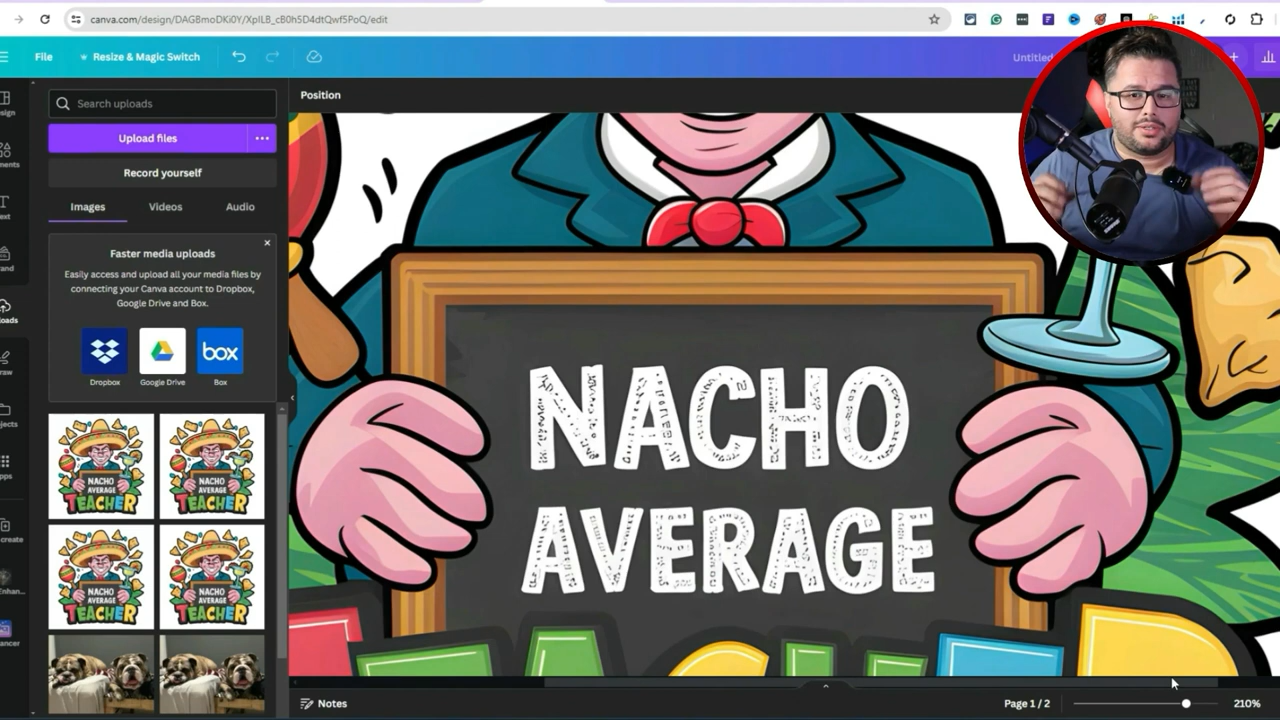 canva.com/design/DAGBmoDKi0Y/XpILB_cB0h5D4dtQwf5PoQ/edit
File
Resize & Magic Switch
Untitled
Search uploads
Position
Upload files
Record yourself
Images
Videos
Audio
Faster media uploads
Easily access and upload all your media files by
connecting your Canva account to Dropbox,
Google Drive and Box.
box
Dropbox
Google Drive
Box
NACHO
AVERAGE
NACHO
AVERAGE
TEACHER
NACHO
AVERAGE
TEACHER
NACHO
AVERAGE
TEACHER
NACHO
AVERAGE
TEACHER
Notes
Page 1 / 2
210%